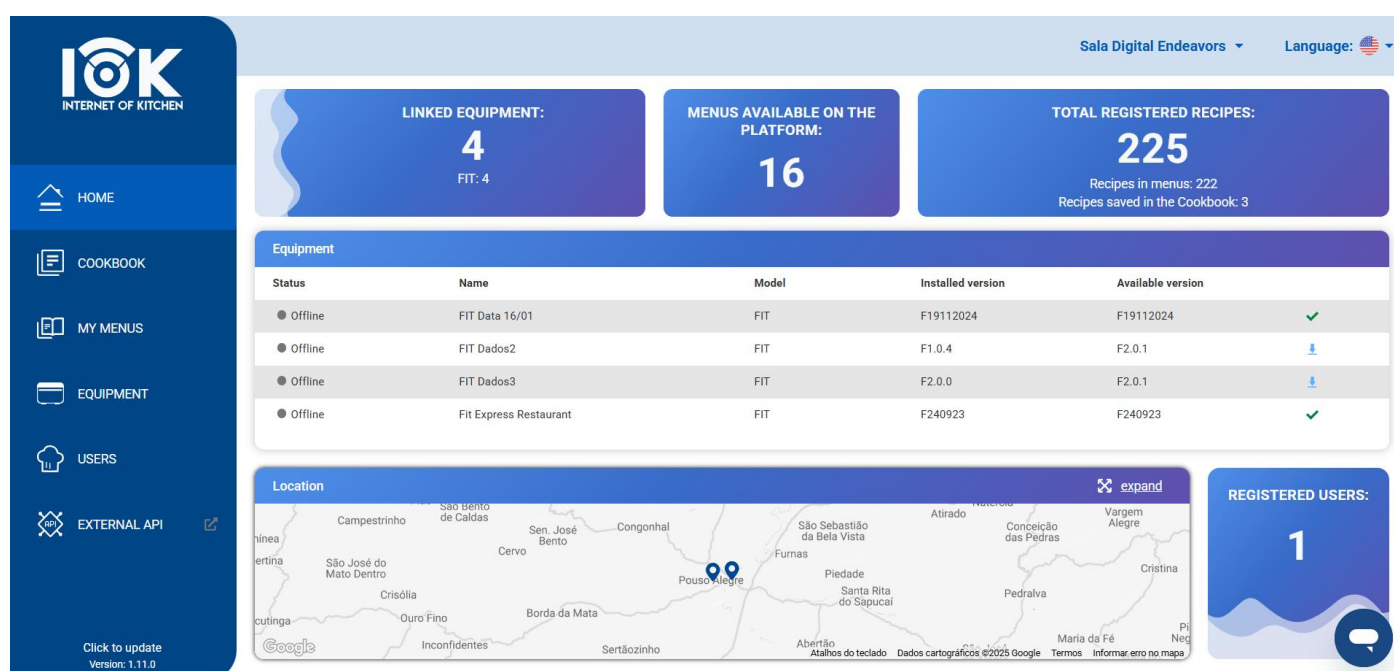 IOK
INTERNET OF KITCHEN
Sala Digital Endeavors
Language:
HOME
COOKBOOK
MY MENUS
EQUIPMENT
USERS
API
EXTERNAL API
Click to update
Version: 1.11.0
LINKED EQUIPMENT:
4
FIT: 4
MENUS AVAILABLE ON THE
PLATFORM:
16
TOTAL REGISTERED RECIPES:
225
Recipes in menus: 222
Recipes saved in the Cookbook: 3
Equipment
Status Name Model Installed version Available version
Offline FIT Data 16/01 FIT F19112024 F19112024
Offline FIT Dados2 FIT F1.0.4 F2.0.1
Offline FIT Dados3 FIT F2.0.0 F2.0.1
Offline Fit Express Restaurant FIT F240923 F240923
Location
expand
São Bento
de Caldas
Campestrinho
Sen. José
Bento
Congonhal
São Sebastião
da Bela Vista
Atirado
Conceição
das Pedras
Vargem
Alegre
Cervo
Furnas
São José do
Mato Dentro
Pouso Alegre
Piedade
Cristina
Crisólia
Santa Rita
do Sapucaí
Pedralva
Ouro Fino
Borda da Mata
Inconfidentes
Sertãozinho
Abertão
Maria da Fé
Google
Atalhos do teclado Dados cartográficos ©2025 Google Termos Informar erro no mapa
REGISTERED USERS:
1